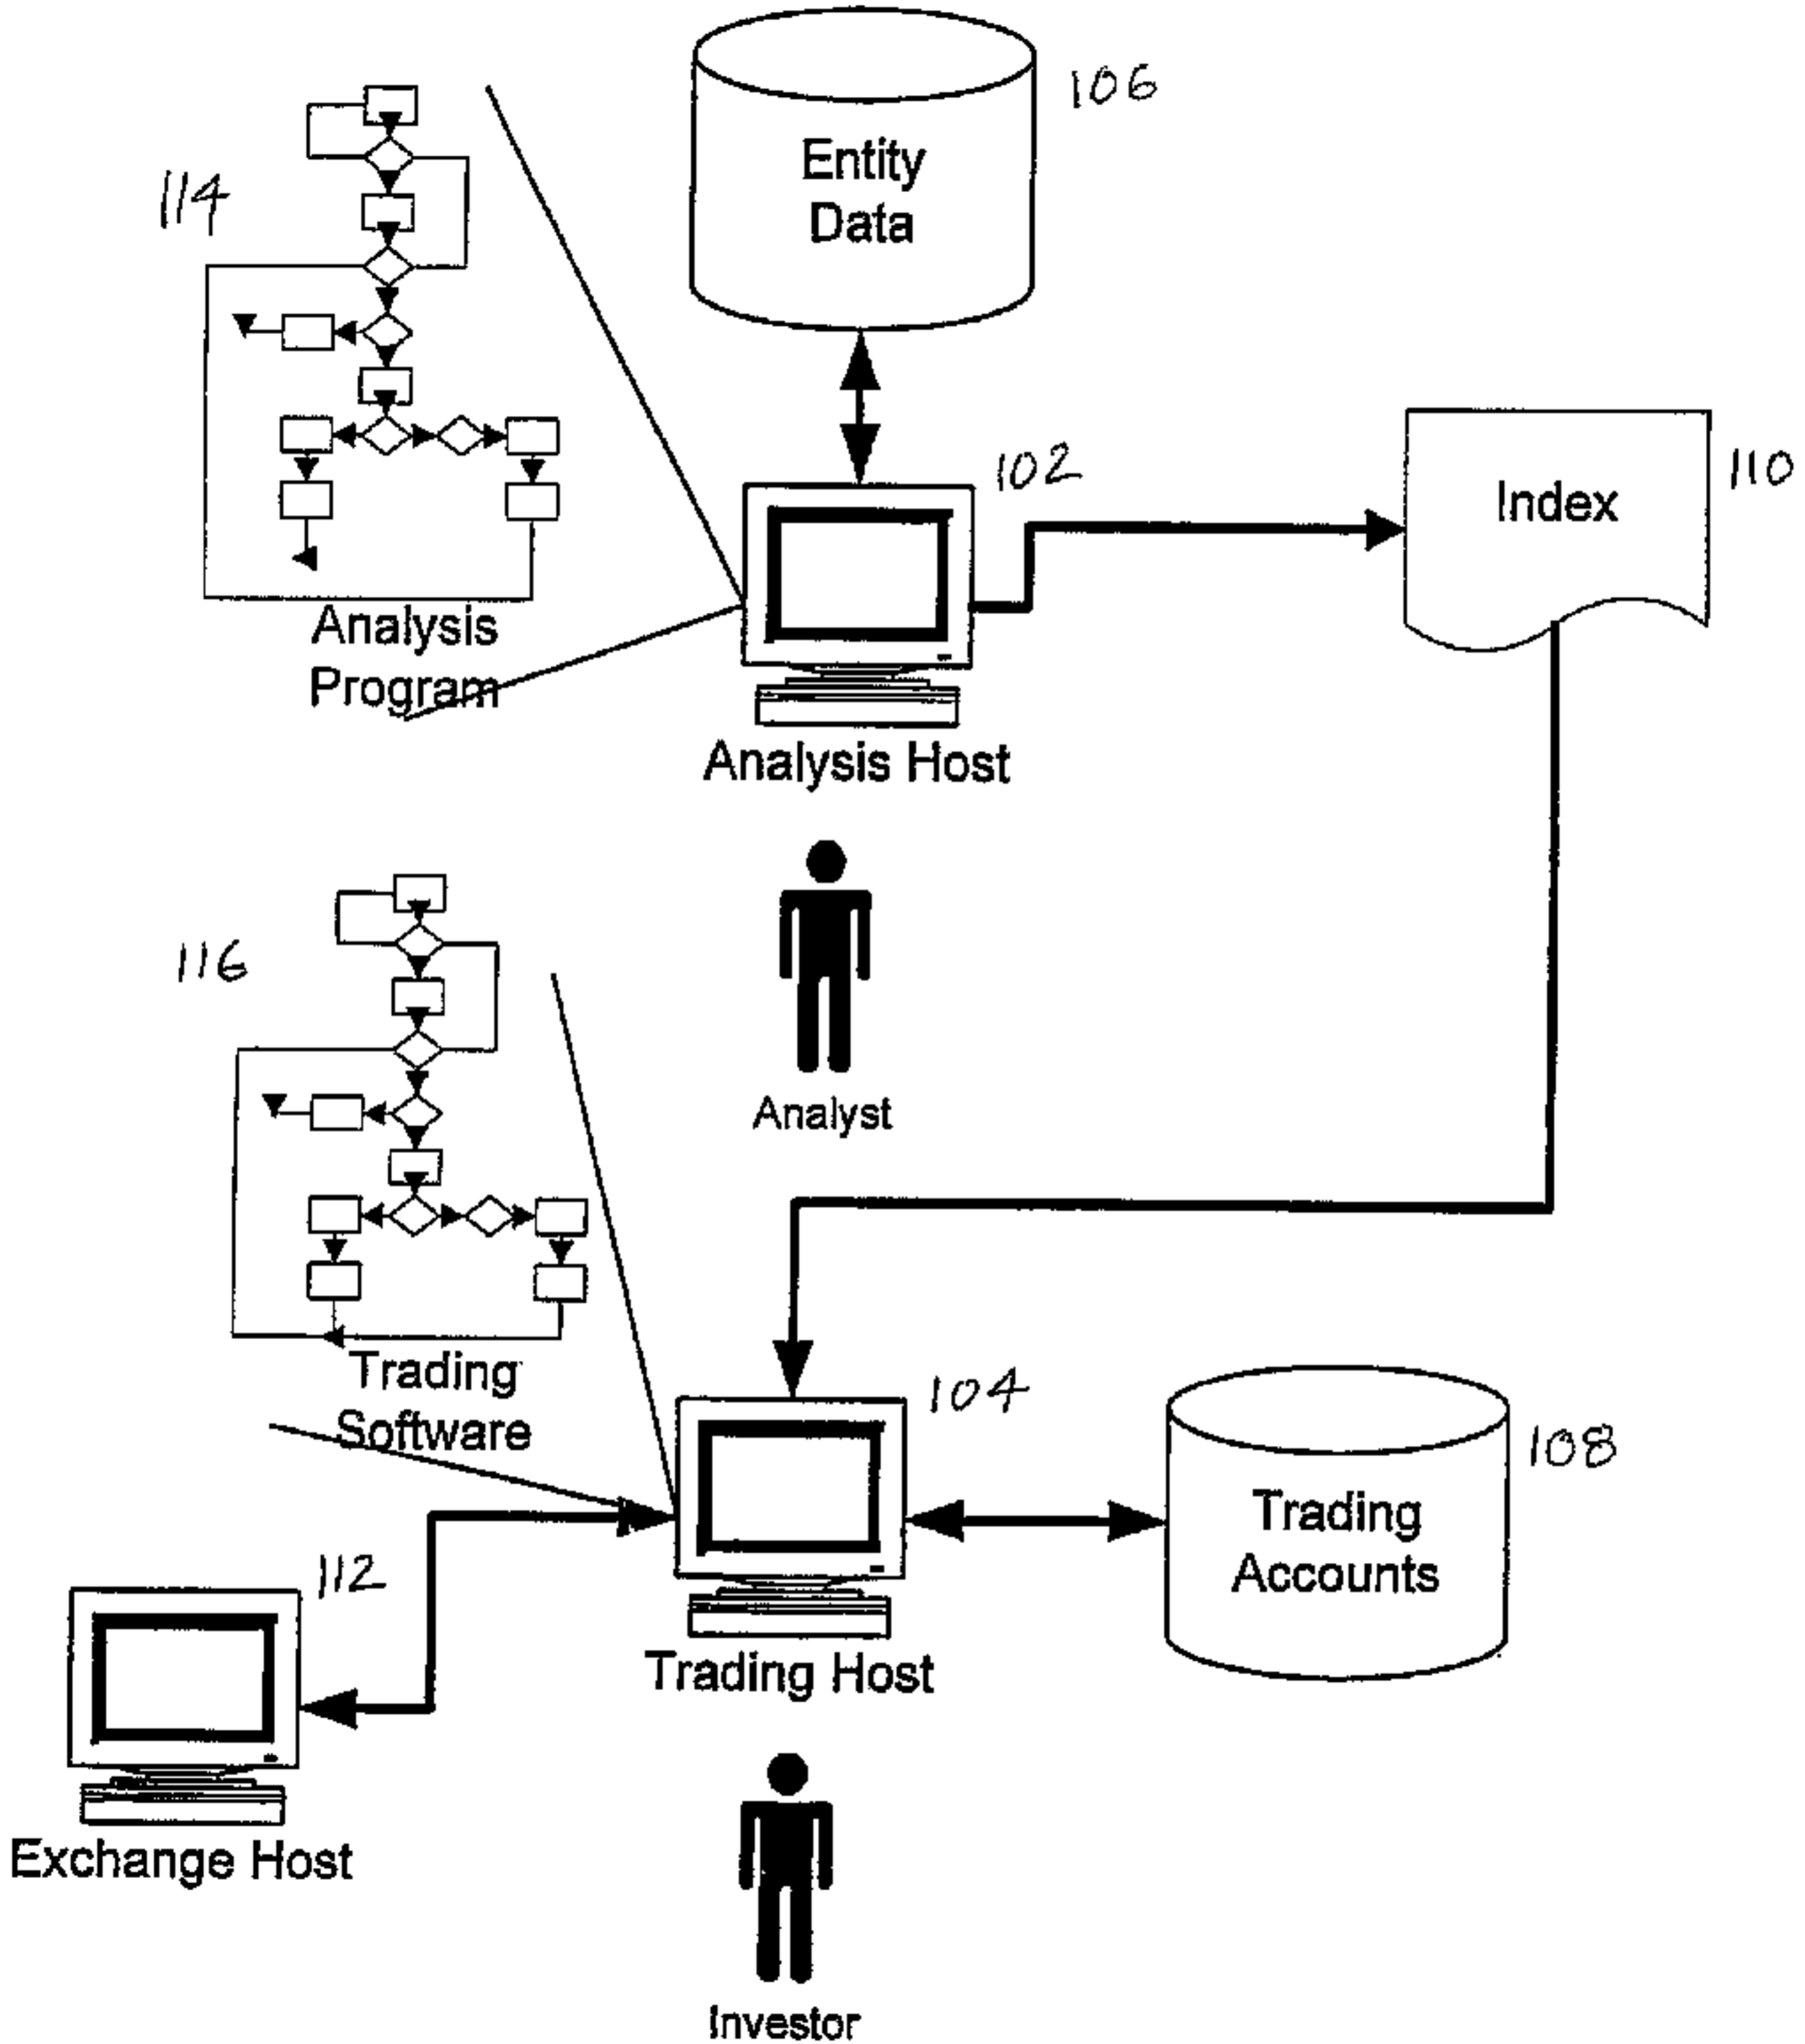 106
Entity
Data
114
102
110
Index
Analysis
Program
Analysis Host
116
Analyst
Trading
Software
104
108
Trading
Accounts
112
Trading Host
Exchange Host
Investor